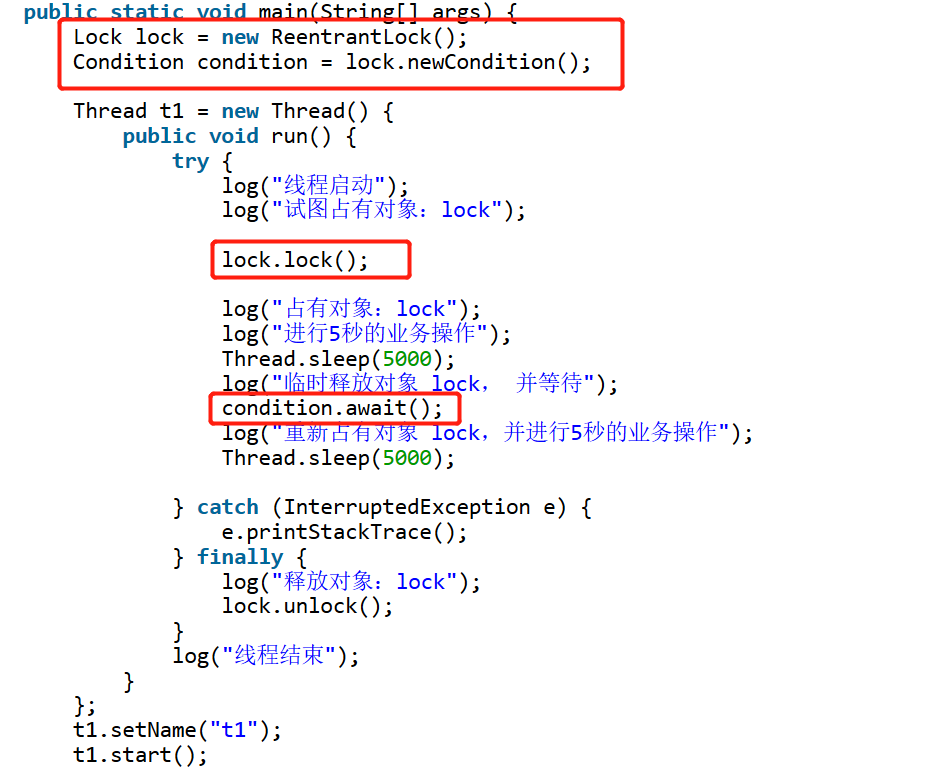 public static void main(String[] args) {
Lock lock = new ReentrantLock();
Condition condition = lock.newCondition();
Thread t1 = new Thread() {
public void run() {
try {
log("线程启动");
log("试图占有对象：lock");
lock.lock();
log("占有对象：lock");
log("进行5秒的业务操作");
Thread.sleep(5000);
log("临时释放对象 lock， 并等待");
condition.await();
log("重新占有对象 lock，并进行5秒的业务操作");
Thread.sleep(5000);
} catch (InterruptedException e) {
e.printStackTrace();
} finally {
log("释放对象：lock");
lock.unlock();
}
log("线程结束");
}
};
t1.setName("t1");
t1.start();